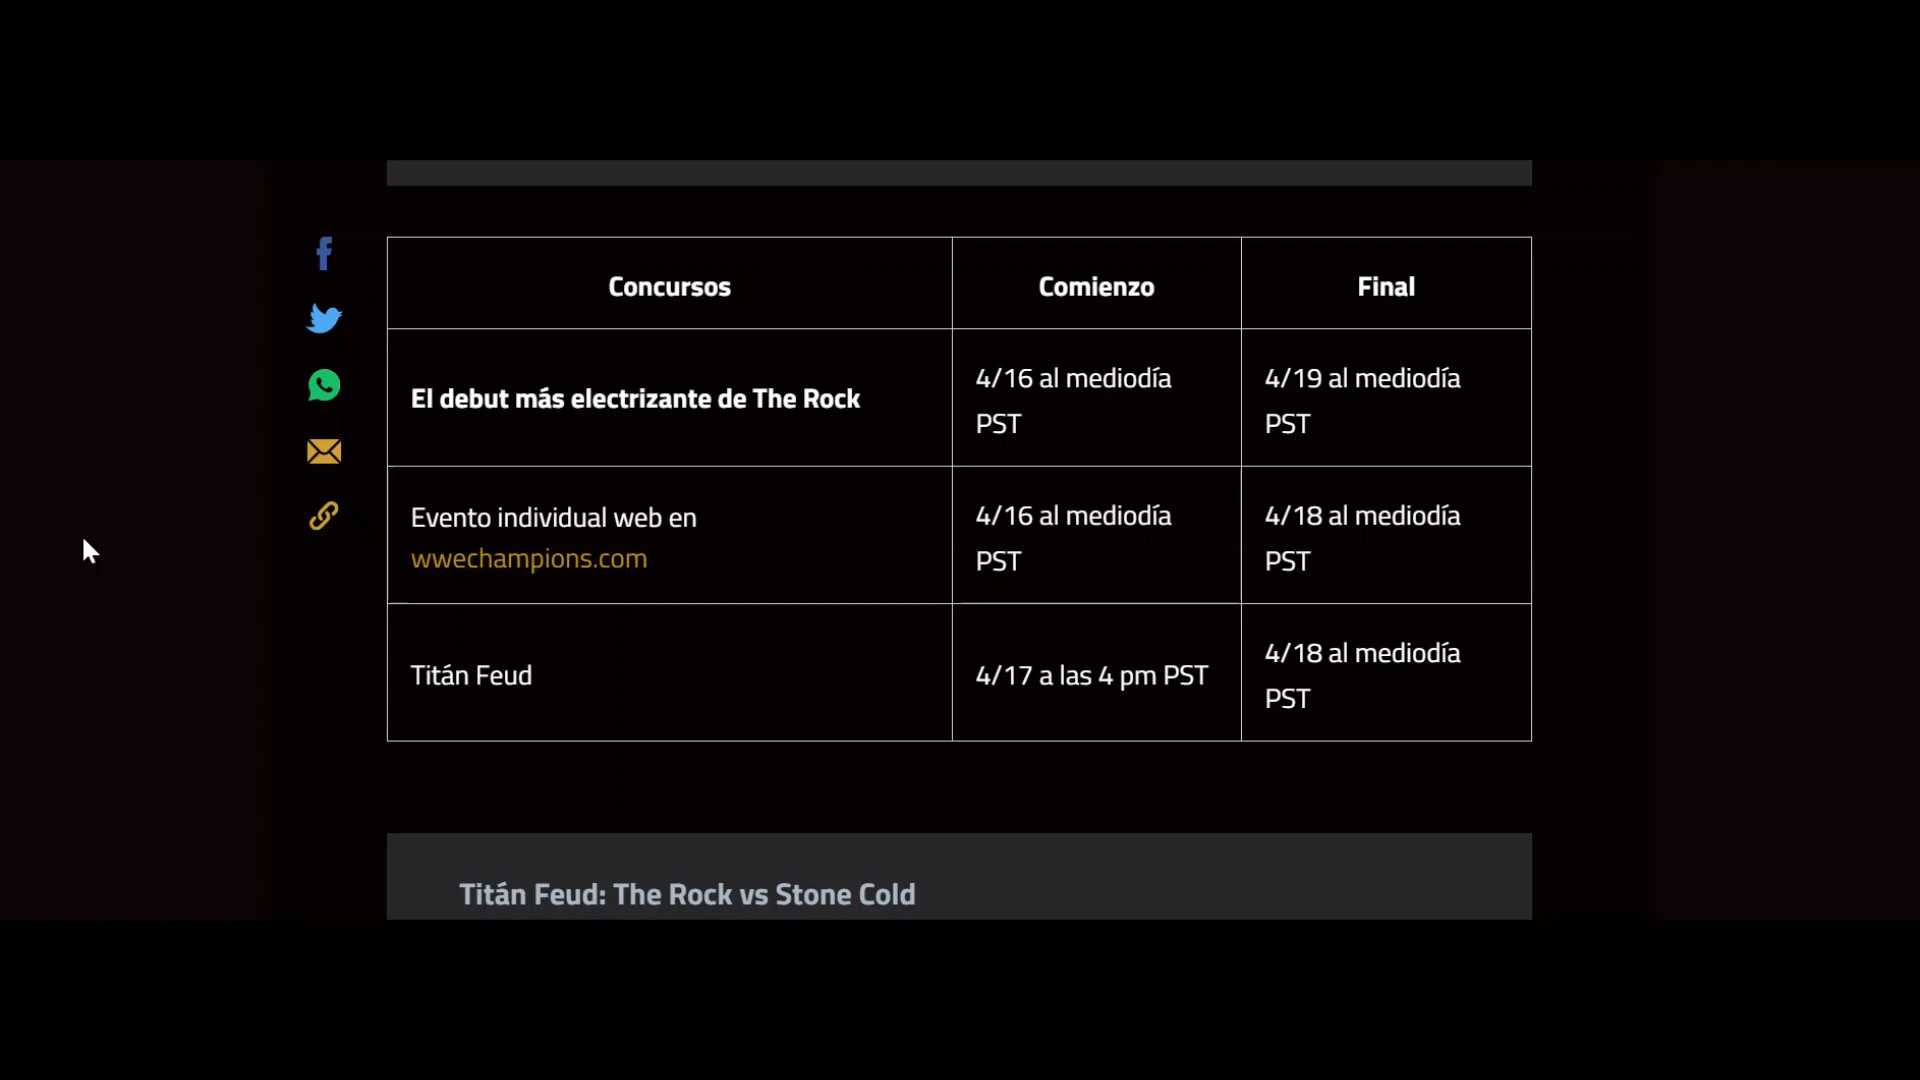 Concursos
Comienzo
Final
El debut más electrizante de The Rock
4/16 al mediodía
PST
4/19 al mediodía
PST
Evento individual web en
wwechampions.com
4/16 al mediodía
PST
4/18 al mediodía
PST
Titán Feud
4/17 a las 4 pm PST
4/18 al mediodía
PST
Titán Feud: The Rock vs Stone Cold